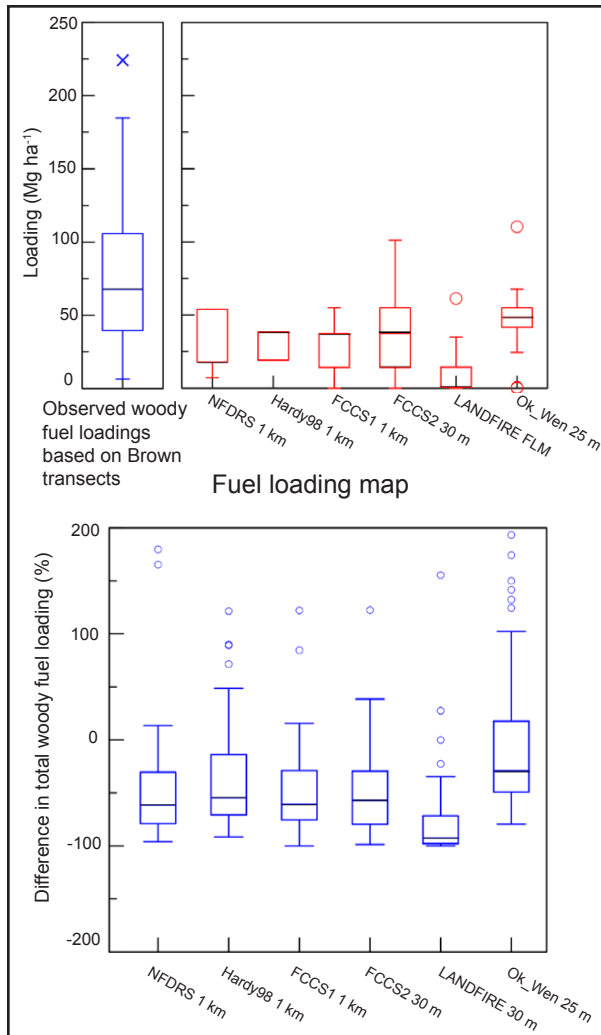 250
200
150
100
50
0
Loading (Mg ha⁻¹)
Observed woody
fuel loadings
based on Brown
transects
NFDRS 1 km
Hardy98 1 km
FCCS1 1 km
FCCS2 30 m
LANDFIRE FLM
Ok_Wen 25 m
Fuel loading map
200
100
0
-100
-200
Difference in total woody fuel loading (%)
NFDRS 1 km
Hardy98 1 km
FCCS1 1 km
FCCS2 30 m
LANDFIRE 30 m
Ok_Wen 25 m